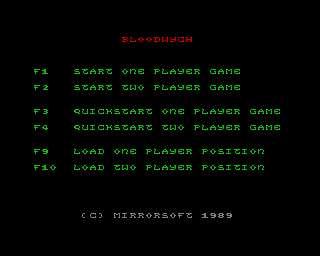 BLOODWYCH
F1 START ONE PLAYER GAME
F2 START TWO PLAYER GAME
F3 QUICKSTART ONE PLAYER GAME
F4 QUICKSTART TWO PLAYER GAME
F9 LOAD ONE PLAYER POSITION
F10 LOAD TWO PLAYER POSITION
(C) MIRRORSOFT 1989